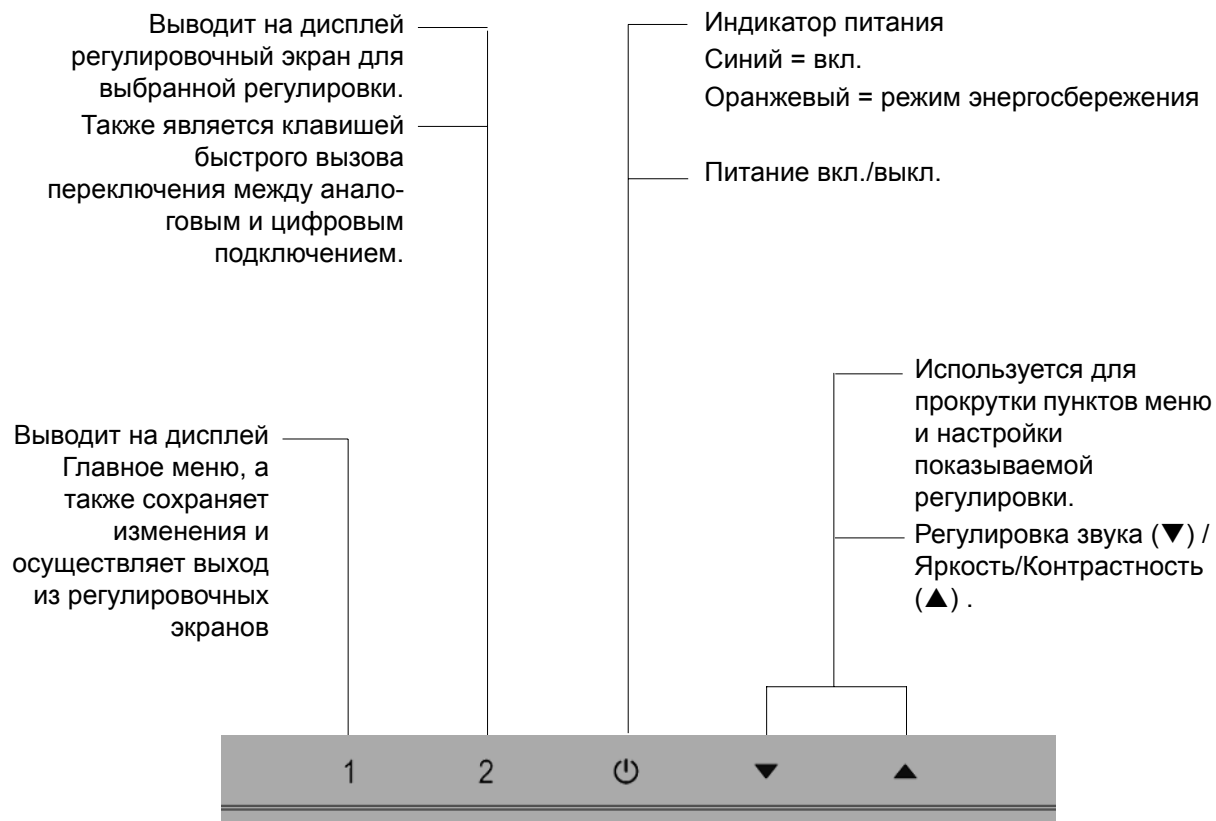 Выводит на дисплей
регулировочный экран для
выбранной регулировки.
Также является клавишей
быстрого вызова
переключения между анало-
говым и цифровым
подключением.
Индикатор питания
Синий = вкл.
Оранжевый = режим энергосбережения
Питание вкл./выкл.
Выводит на дисплей
Главное меню, а
также сохраняет
изменения и
осуществляет выход
из регулировочных
экранов
Используется для
прокрутки пунктов меню
и настройки
показываемой
регулировки.
Регулировка звука (▼) /
Яркость/Контрастность
(▲) .
1 2 ⏻ ▼ ▲